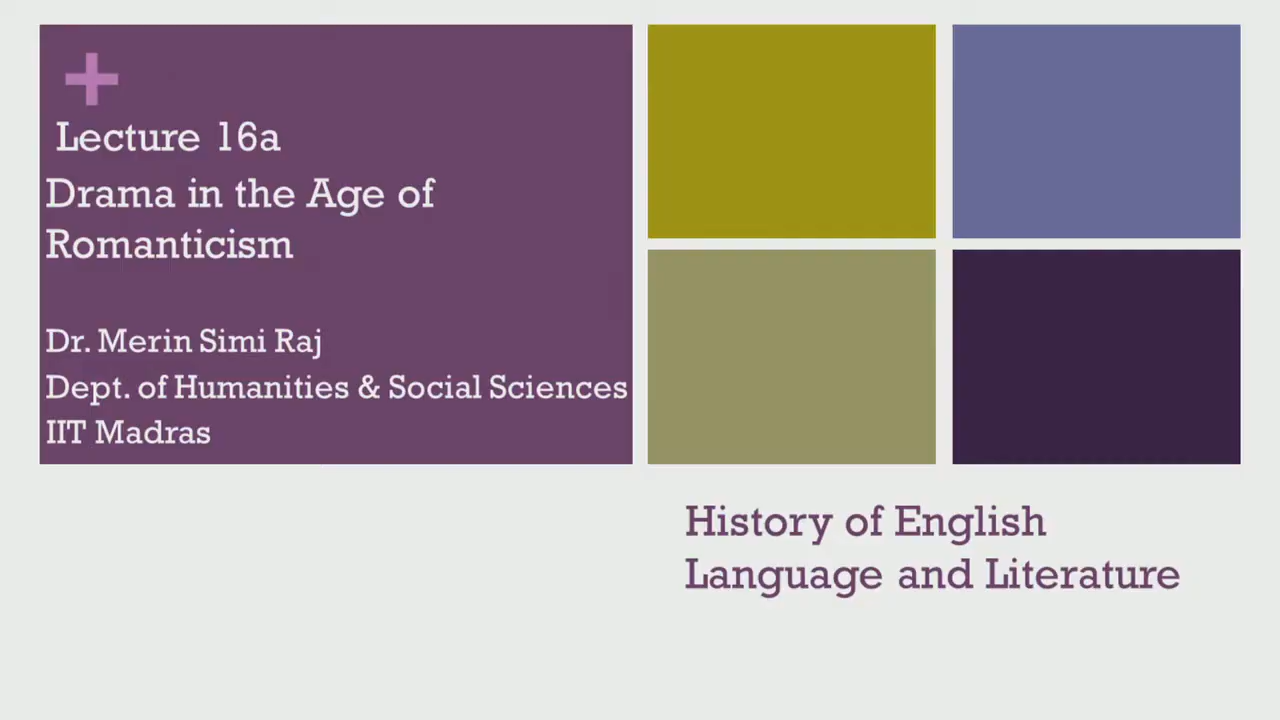 Lecture 16a
Drama in the Age of
Romanticism
Dr. Merin Simi Raj
Dept. of Humanities & Social Sciences
IIT Madras
History of English
Language and Literature